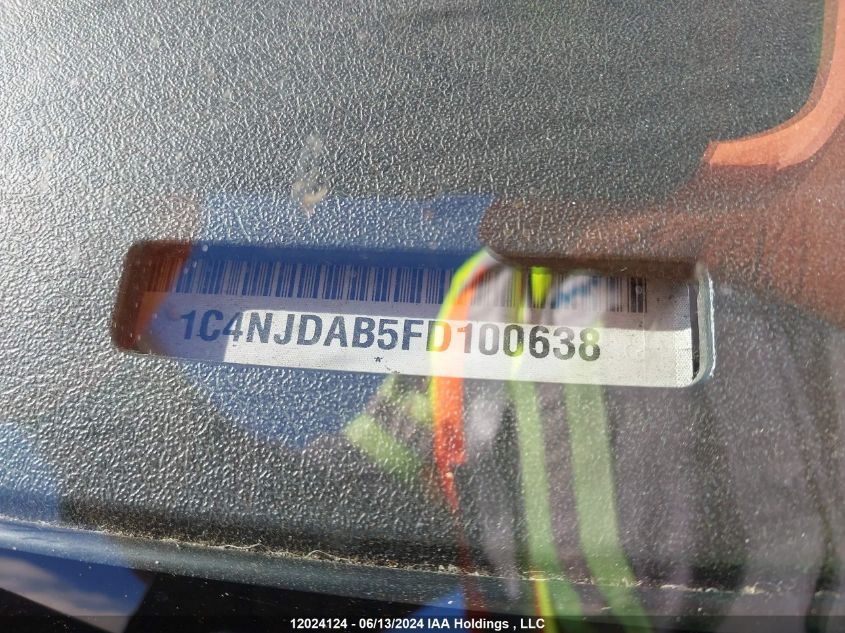 1C4NJDAB5FD100638
*
12024124 - 06/13/2024 IAA Holdings , LLC